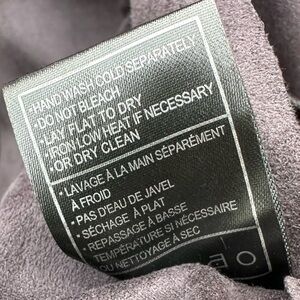 •HAND WASH COLD SEPARATELY
•DO NOT BLEACH
•LAY FLAT TO DRY
•IRON LOW HEAT IF NECESSARY
•OR DRY CLEAN
• LAVAGE À LA MAIN SÉPARÉMENT
À FROID
• PAS D'EAU DE JAVEL
• SÉCHAGE À PLAT
• REPASSAGE À BASSE
TEMPÉRATURE SI NÉCESSAIRE
OU NETTOYAGE À SEC